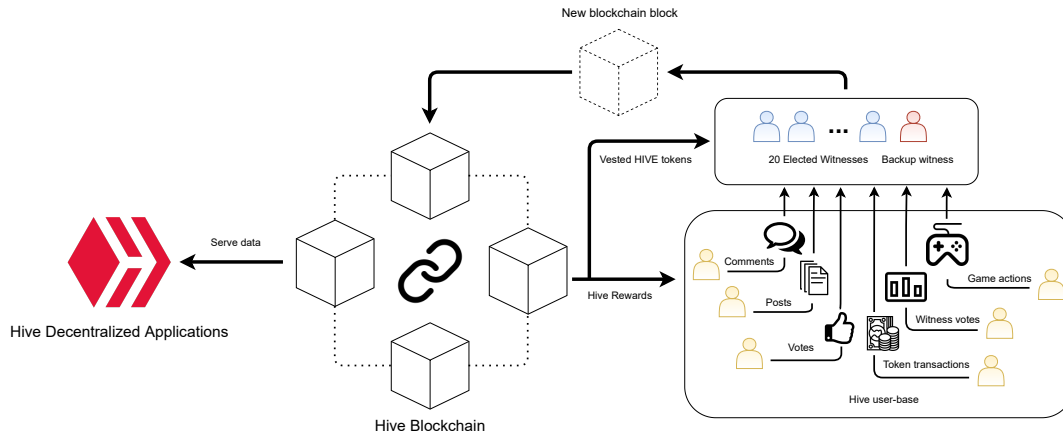 New blockchain block
Vested HIVE tokens
20 Elected Witnesses
Backup witness
Serve data
Hive Rewards
Comments
Game actions
Posts
Witness votes
Votes
Token transactions
Hive Decentralized Applications
Hive user-base
Hive Blockchain